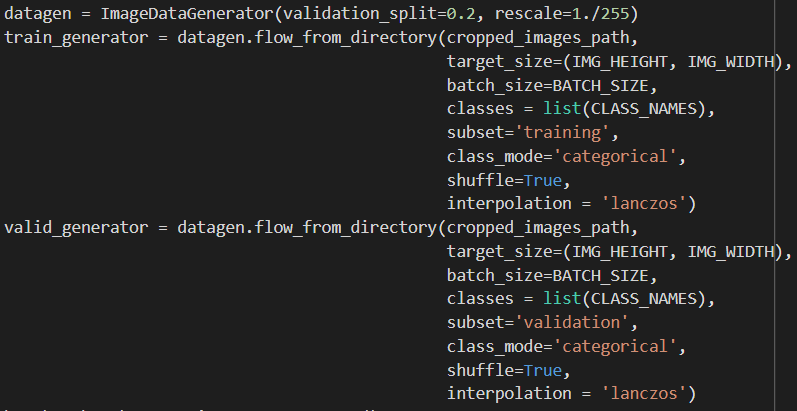 datagen = ImageDataGenerator(validation_split=0.2, rescale=1./255)
train_generator = datagen.flow_from_directory(cropped_images_path,
target_size=(IMG_HEIGHT, IMG_WIDTH),
batch_size=BATCH_SIZE,
classes = list(CLASS_NAMES),
subset='training',
class_mode='categorical',
shuffle=True,
interpolation = 'lanczos')
valid_generator = datagen.flow_from_directory(cropped_images_path,
target_size=(IMG_HEIGHT, IMG_WIDTH),
batch_size=BATCH_SIZE,
classes = list(CLASS_NAMES),
subset='validation',
class_mode='categorical',
shuffle=True,
interpolation = 'lanczos')